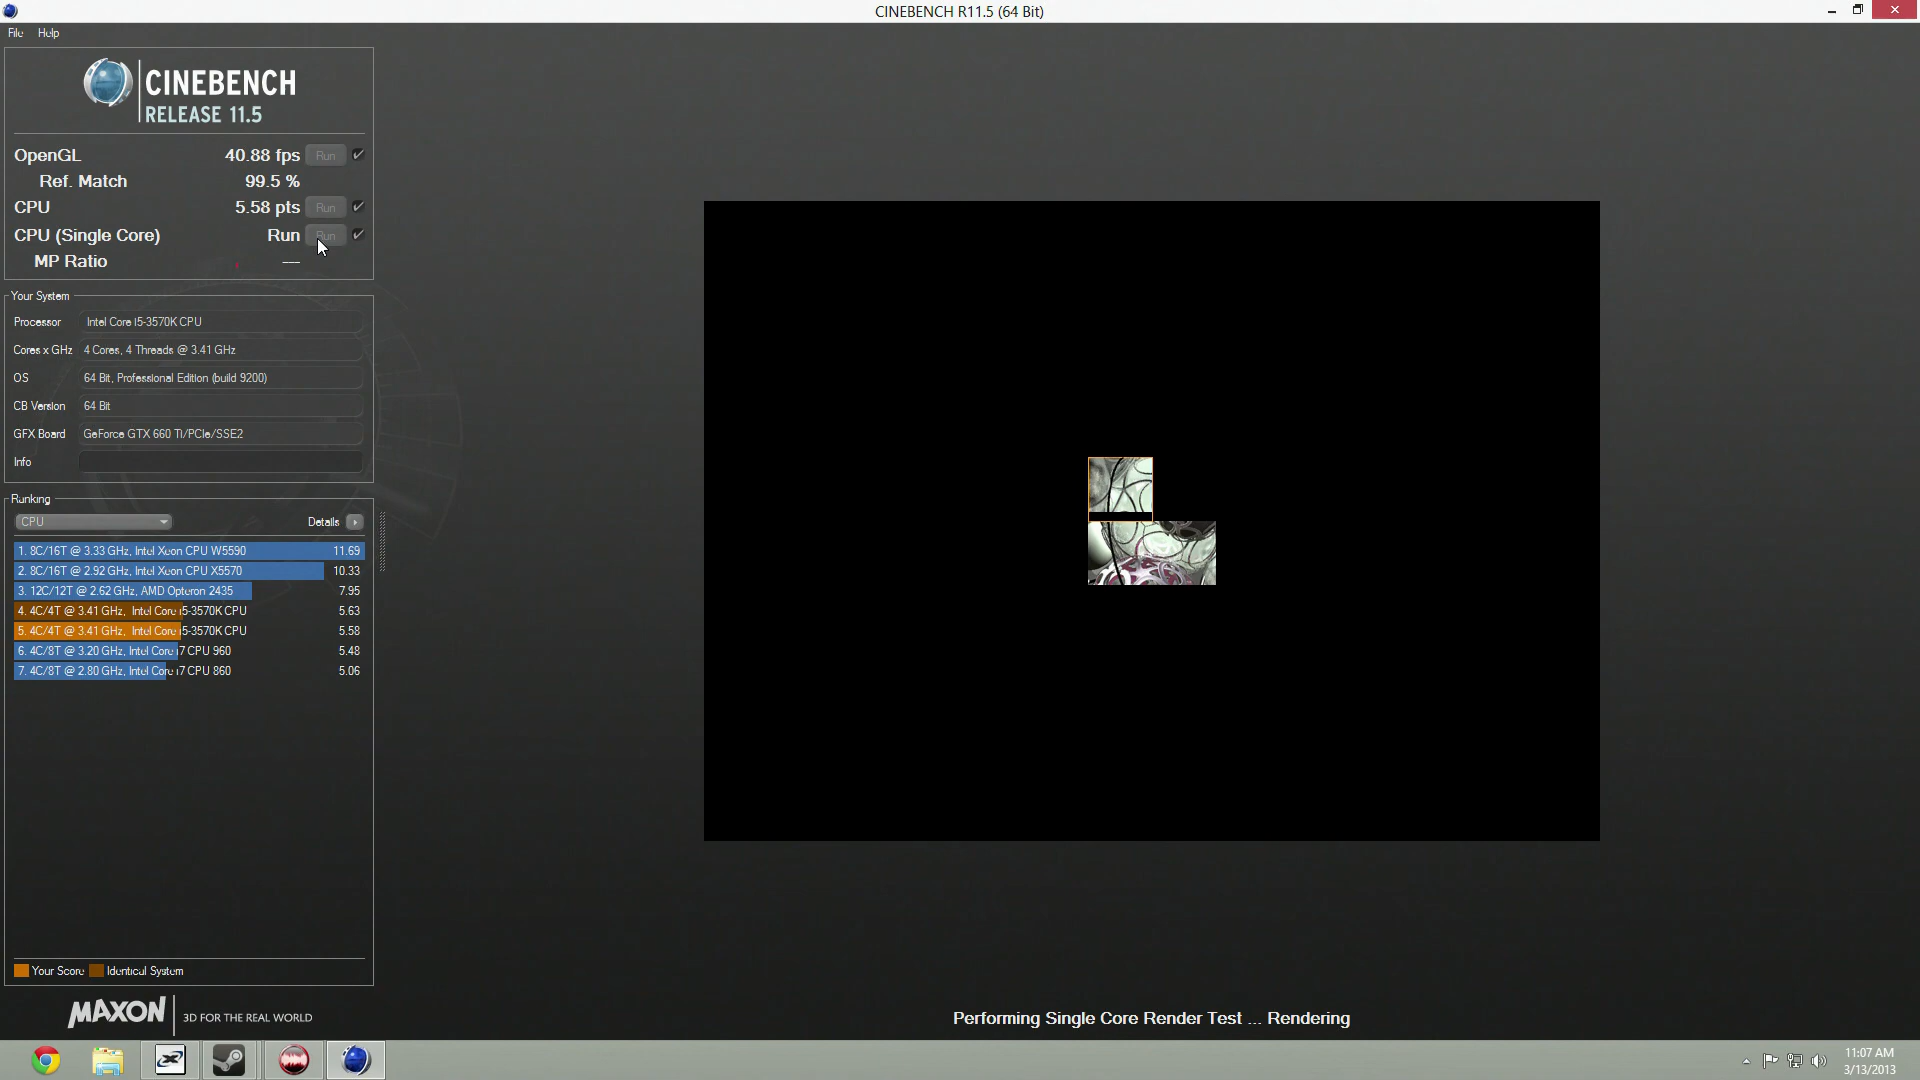 CINEBENCH R11.5 (64 Bit)
File Help
CINEBENCH
RELEASE 11.5
OpenGL 40.88 fps Run
Ref. Match 99.5 %
CPU 5.58 pts Run
CPU (Single Core) Run Run
MP Ratio ---
Your System
Processor Intel Core i5-3570K CPU
Cores x GHz 4 Cores, 4 Threads @ 3.41 GHz
OS 64 Bit, Professional Edition (build 9200)
CB Version 64 Bit
GFX Board GeForce GTX 660 Ti/PCIe/SSE2
Info
Ranking
CPU Details
1. 8C/16T @ 3.33 GHz, Intel Xeon CPU W5590 11.69
2. 8C/16T @ 2.92 GHz, Intel Xeon CPU X5570 10.33
3. 12C/12T @ 2.62 GHz, AMD Opteron 2435 7.95
4. 4C/4T @ 3.41 GHz, Intel Core i5-3570K CPU 5.63
5. 4C/4T @ 3.41 GHz, Intel Core i5-3570K CPU 5.58
6. 4C/8T @ 3.20 GHz, Intel Core i7 CPU 960 5.48
7. 4C/8T @ 2.80 GHz, Intel Core i7 CPU 860 5.06
Your Score Identical System
MAXON 3D FOR THE REAL WORLD
Performing Single Core Render Test ... Rendering
11:07 AM
3/13/2013